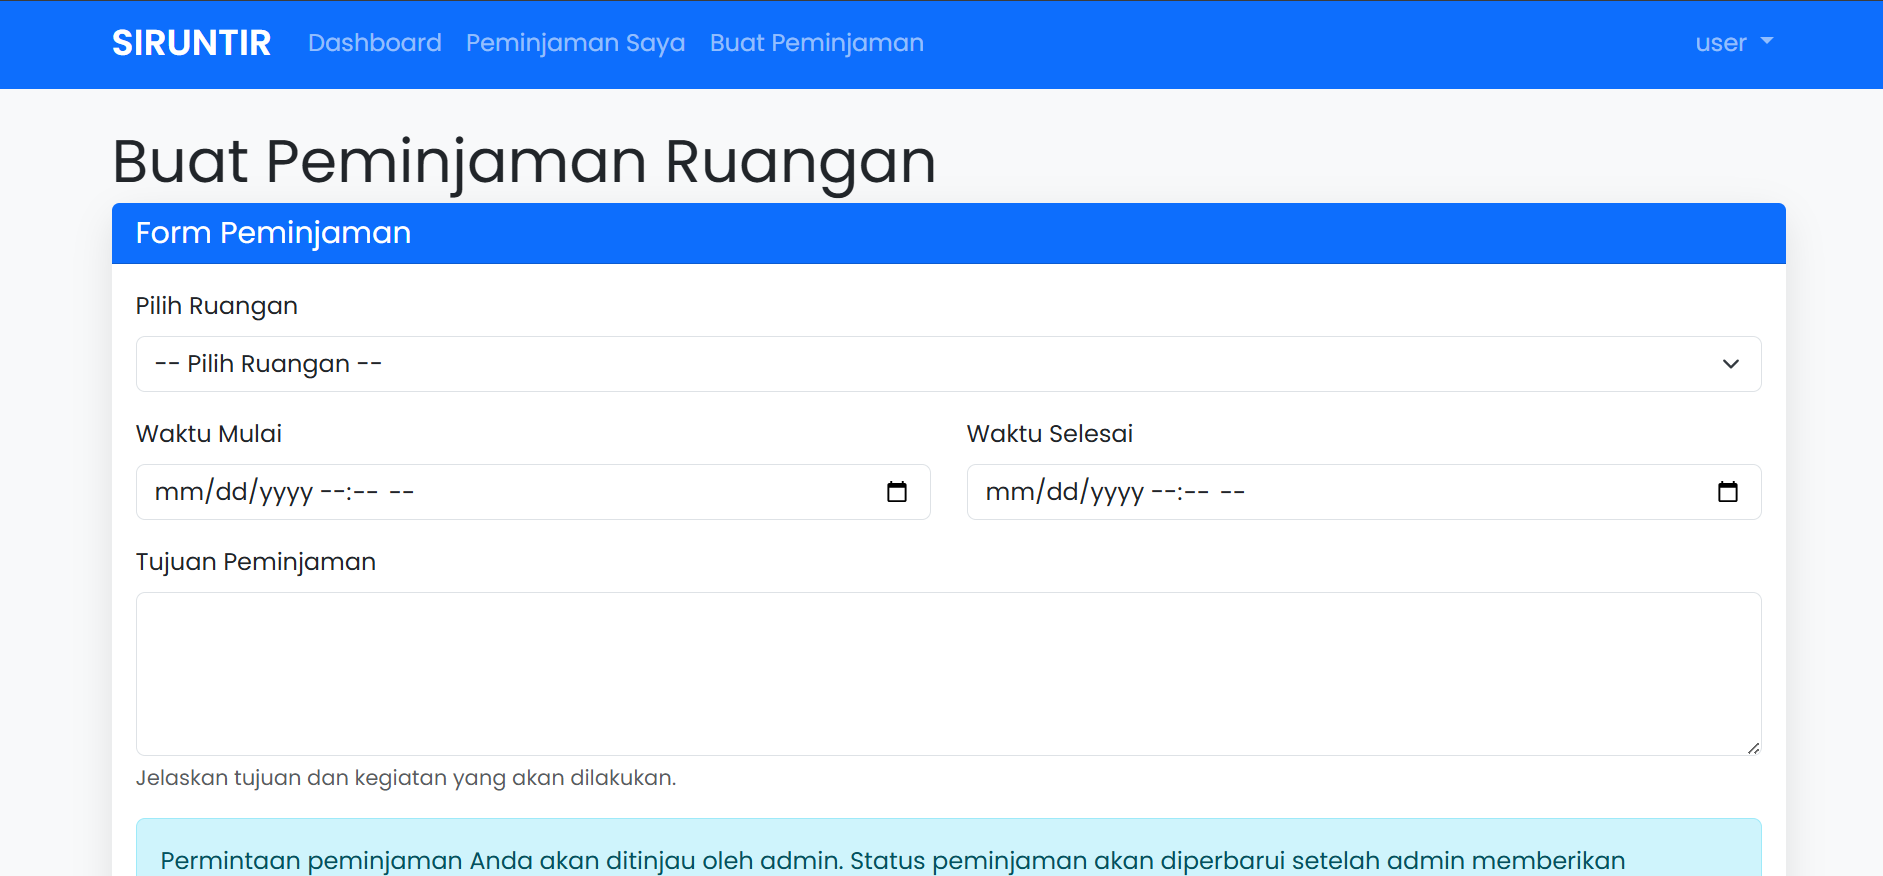 SIRUNTIR Dashboard Peminjaman Saya Buat Peminjaman user
Buat Peminjaman Ruangan
Form Peminjaman
Pilih Ruangan
-- Pilih Ruangan --
Waktu Mulai Waktu Selesai
mm/dd/yyyy --:-- -- mm/dd/yyyy --:-- --
Tujuan Peminjaman
Jelaskan tujuan dan kegiatan yang akan dilakukan.
Permintaan peminjaman Anda akan ditinjau oleh admin. Status peminjaman akan diperbarui setelah admin memberikan